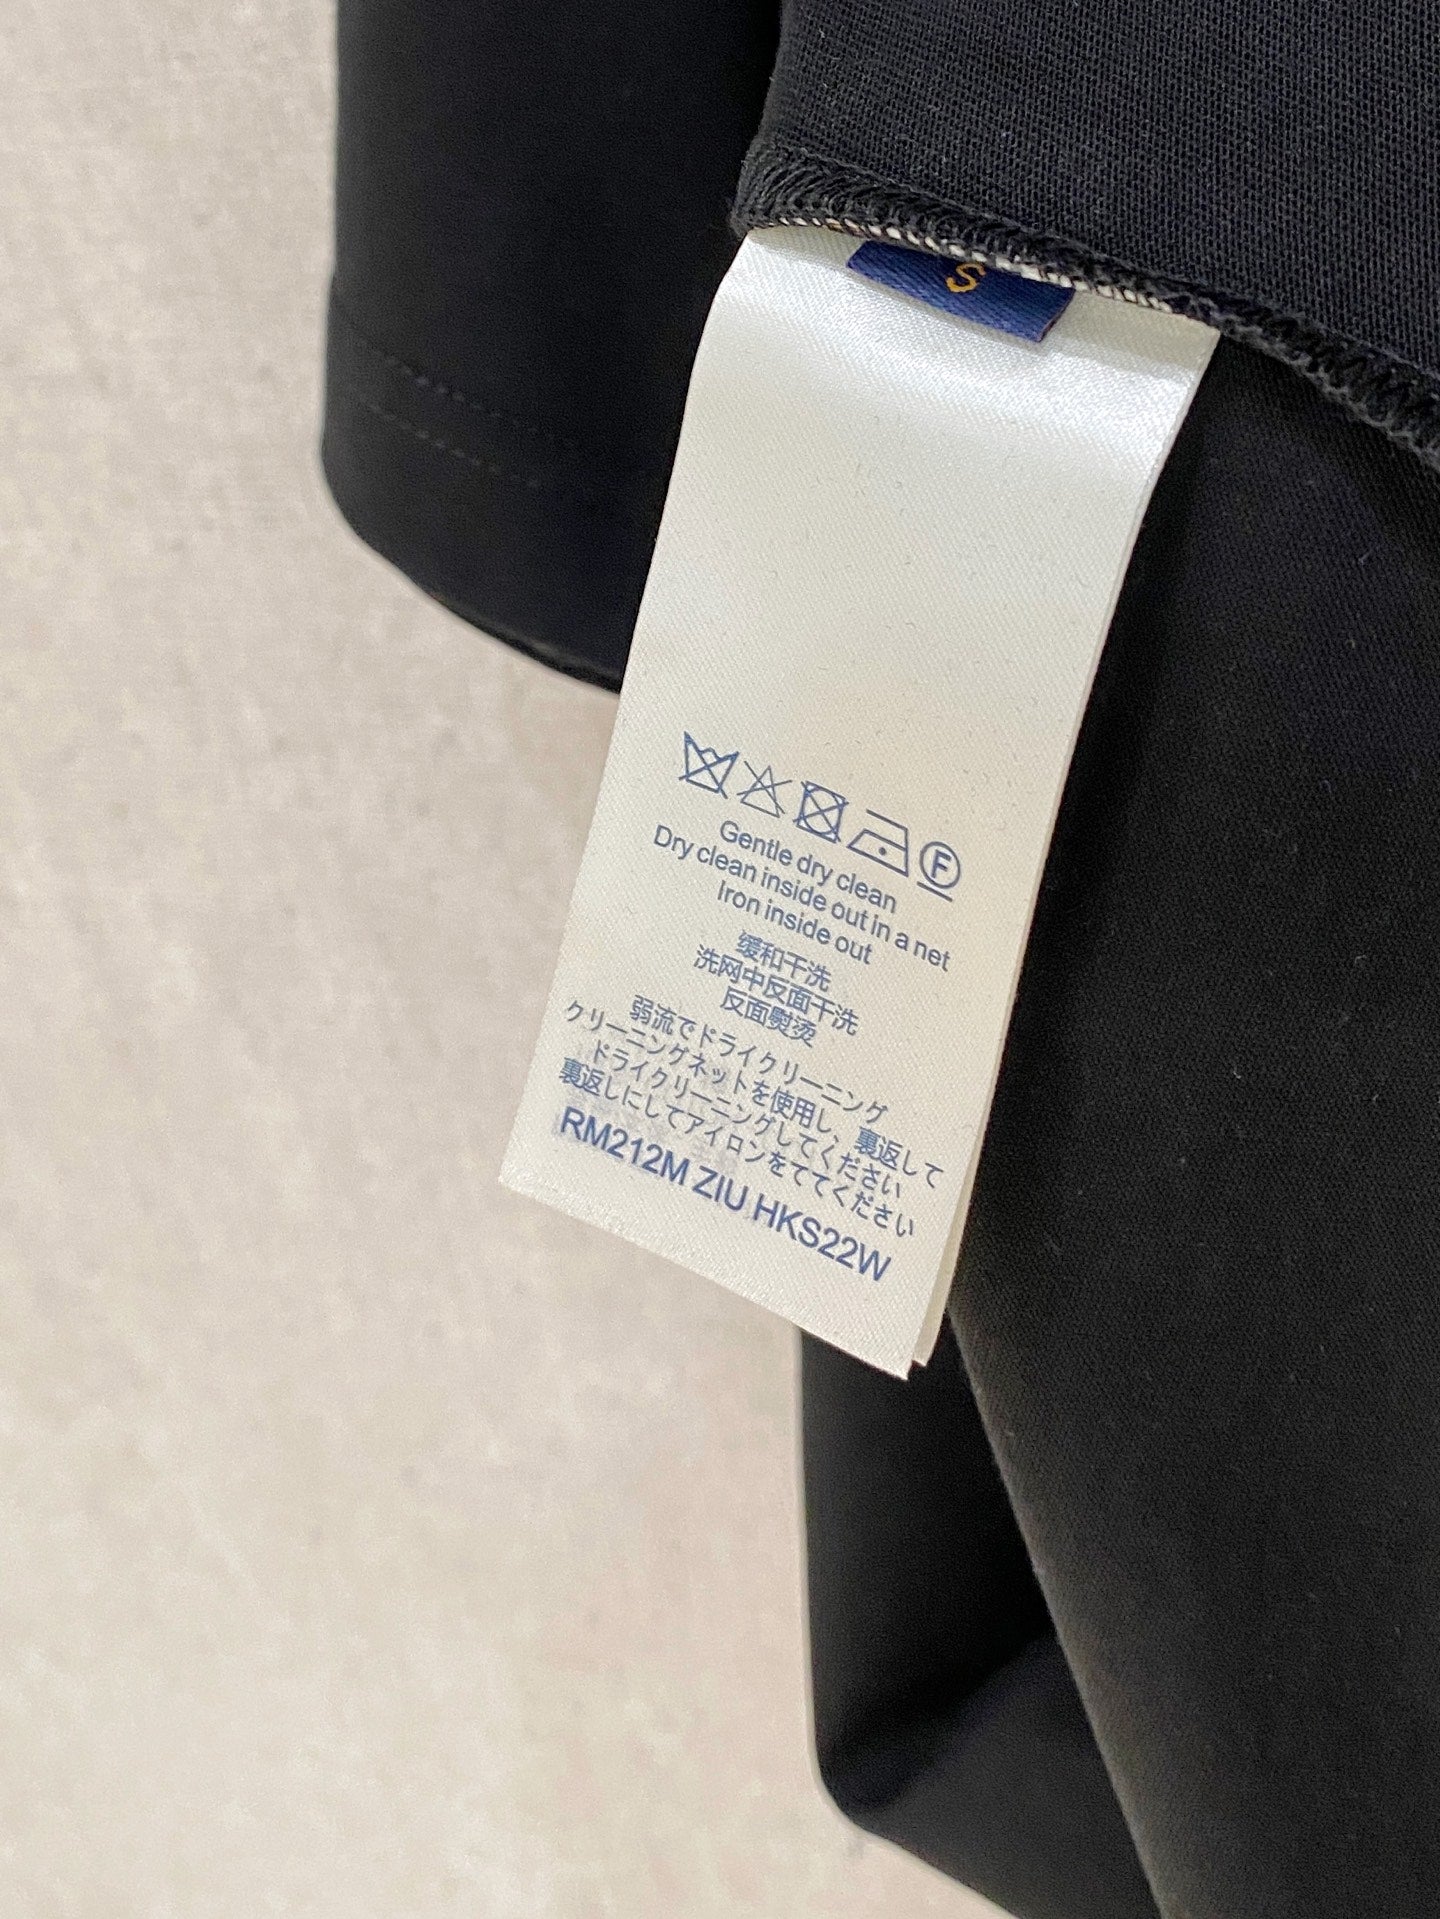 S
F
Gentle dry clean
Dry clean inside out in a net
Iron inside out
缓和干洗
洗网中反面干洗
反面熨烫
弱流でドライクリーニング
クリーニングネットを使用し、裏返して
ドライクリーニングしてください
裏返しにしてアイロンをててください
RM212M ZIU HKS22W